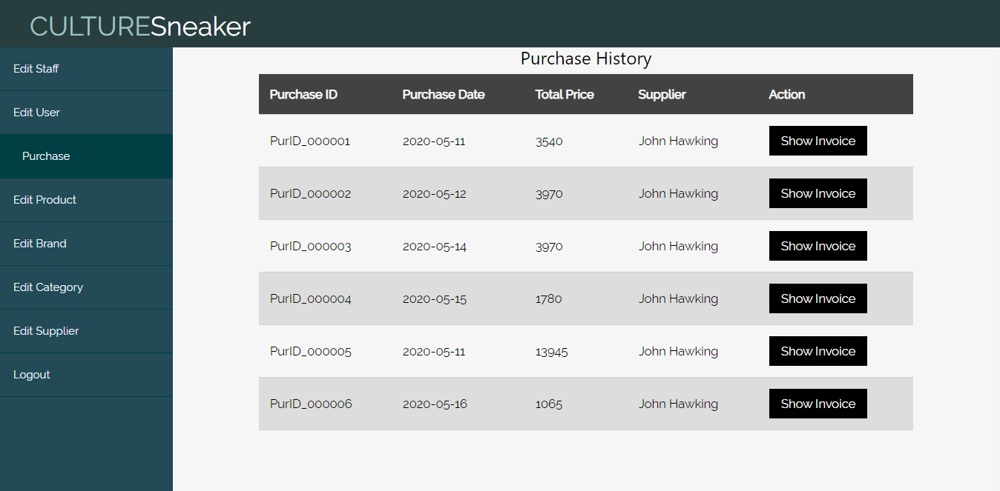 CULTURESneaker
Edit Staff
Edit User
Purchase
Edit Product
Edit Brand
Edit Category
Edit Supplier
Logout
Purchase History
Purchase ID Purchase Date Total Price Supplier Action
PurID_000001 2020-05-11 3540 John Hawking Show Invoice
PurID_000002 2020-05-12 3970 John Hawking Show Invoice
PurID_000003 2020-05-14 3970 John Hawking Show Invoice
PurID_000004 2020-05-15 1780 John Hawking Show Invoice
PurID_000005 2020-05-11 13945 John Hawking Show Invoice
PurID_000006 2020-05-16 1065 John Hawking Show Invoice